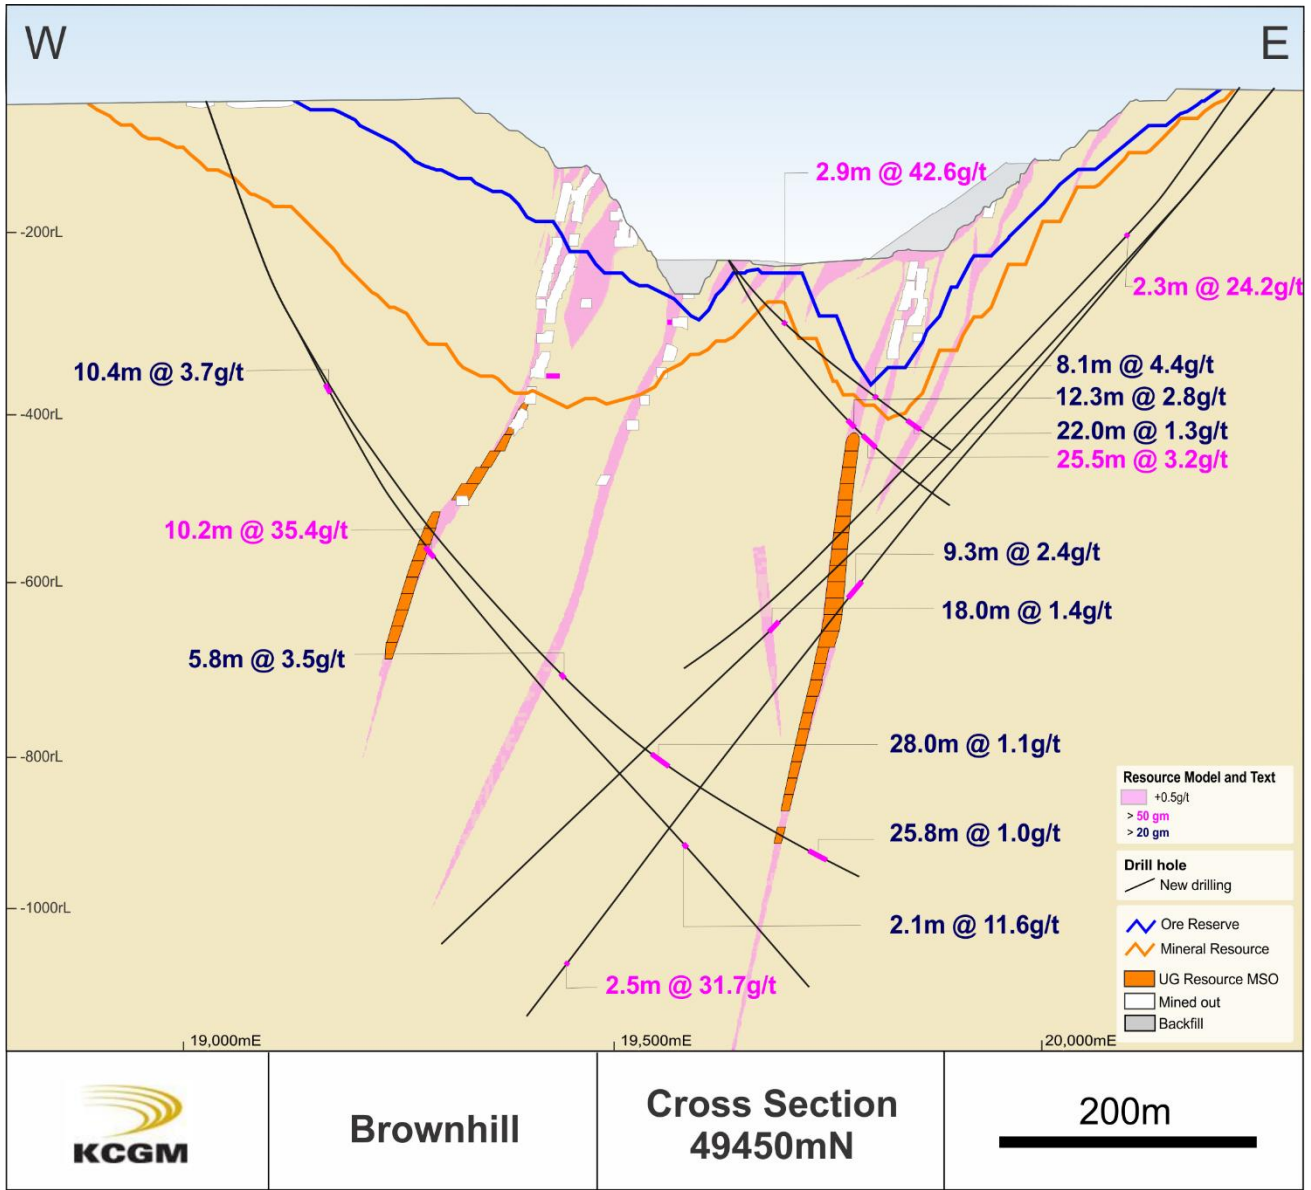 W
E
2.9m @ 42.6g/t
-200rL
2.3m @ 24.2g/t
10.4m @ 3.7g/t
8.1m @ 4.4g/t
12.3m @ 2.8g/t
-400rL
22.0m @ 1.3g/t
25.5m @ 3.2g/t
10.2m @ 35.4g/t
9.3m @ 2.4g/t
-600rL
18.0m @ 1.4g/t
5.8m @ 3.5g/t
28.0m @ 1.1g/t
-800rL
25.8m @ 1.0g/t
-1000rL
2.1m @ 11.6g/t
2.5m @ 31.7g/t
Resource Model and Text
+0.5g/t
> 50 gm
> 20 gm
Drill hole
New drilling
Ore Reserve
Mineral Resource
UG Resource MSO
Mined out
Backfill
19,000mE
19,500mE
20,000mE
KCGM
Brownhill
Cross Section
49450mN
200m